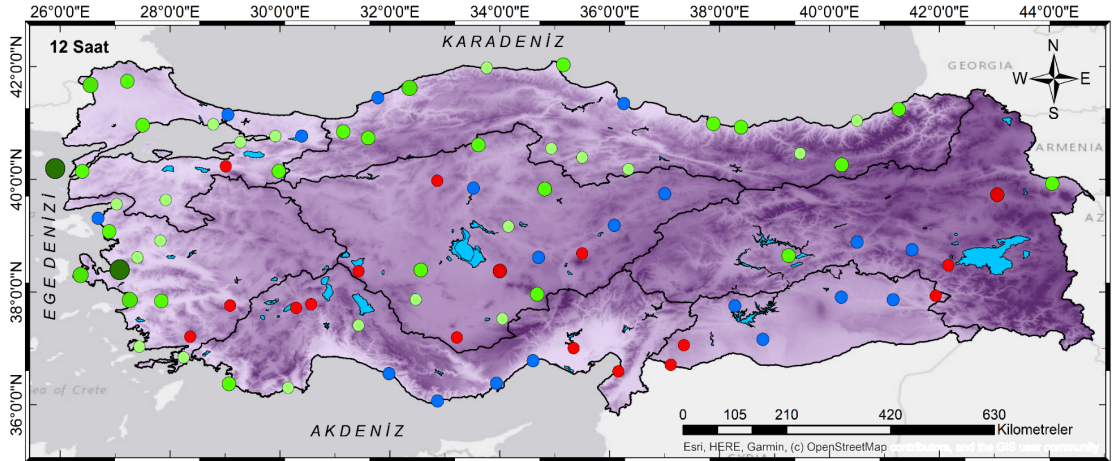 26°0'0"E 28°0'0"E 30°0'0"E 32°0'0"E 34°0'0"E 36°0'0"E 38°0'0"E 40°0'0"E 42°0'0"E 44°0'0"E
12 Saat
KARADENİZ
N
W E
S
GEORGIA
ARMENIA
AZ
42°0'0"N
40°0'0"N
38°0'0"N
36°0'0"N
EGE DENİZİ
Sea of Crete
AKDENİZ
0 105 210 420 630
Kilometreler
SYRIA
Esri, HERE, Garmin, (c) OpenStreetMap contributors, and the GIS user community